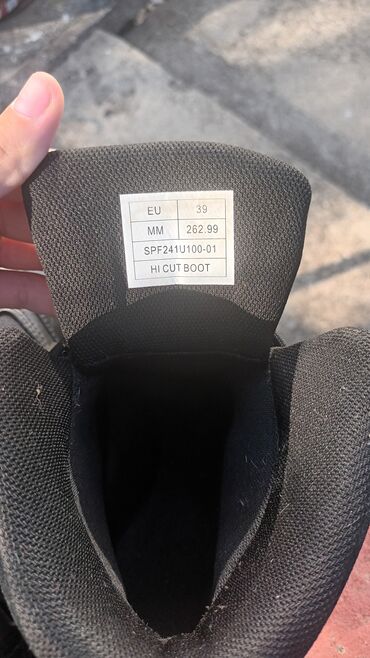 EU 39
MM 262.99
SPF241U100-01
HI CUT BOOT